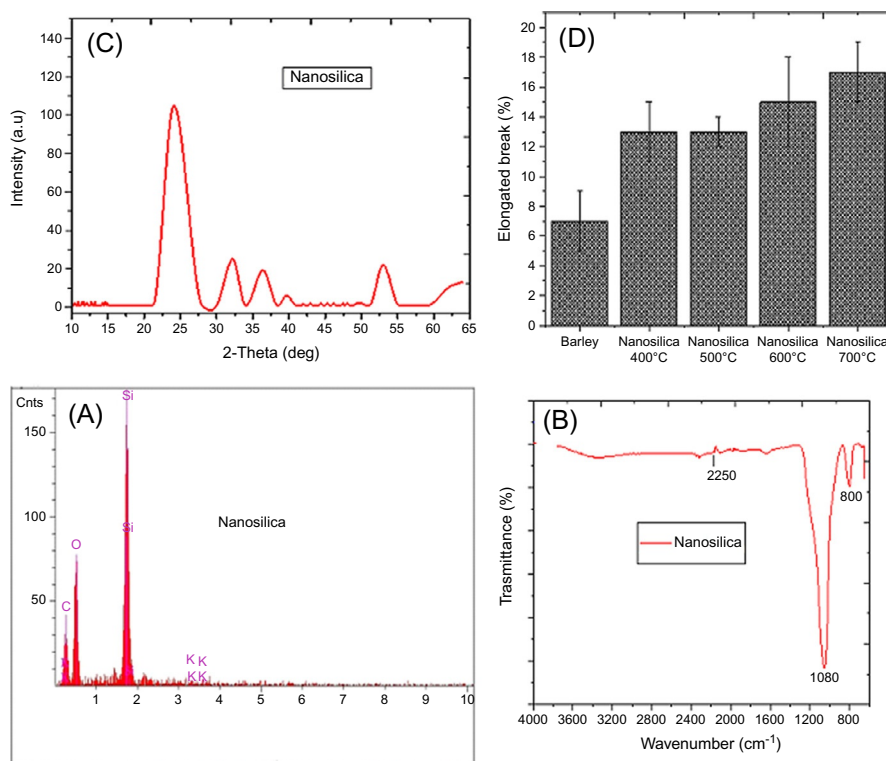 (C)
Nanosilica
Intensity (a.u)
140
120
100
80
60
40
20
0
10 15 20 25 30 35 40 45 50 55 60 65
2-Theta (deg)
(D)
Elongated break (%)
20
18
16
14
12
10
8
6
4
2
0
Barley Nanosilica Nanosilica Nanosilica Nanosilica
400°C 500°C 600°C 700°C
(A)
Cnts
150
100
50
Si
Si
O
C
K K
K K
Nanosilica
1 2 3 4 5 6 7 8 9 10
(B)
Trasmittance (%)
2250
800
Nanosilica
1080
4000 3600 2800 2400 2000 1600 1200 800
Wavenumber (cm-1)